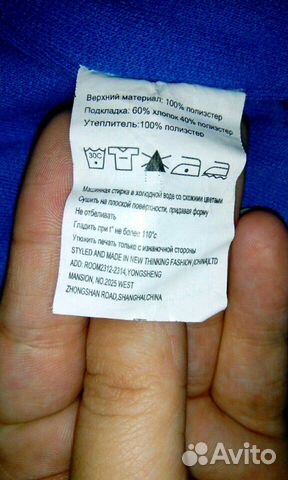 Верхний материал: 100% полиэстер
Подкладка: 60% хлопок 40% полиэстер
Утеплитель:100% полиэстер
30C
Машинная стирка в холодной вода со схожими цветами
Сушить на плоской поверхности, придавая форму
Не отбеливать
Гладить при t° не более 110°c
Утюжить печать только с изнаночной стороны
STYLED AND MADE IN NEW THINKING FASHION (CHINA)LTD
ADD: ROOM2312-2314,YONGSHENG
MANSION, NO.2025 WEST
ZHONGSHAN ROAD,SHANGHAI,CHINA
Avito